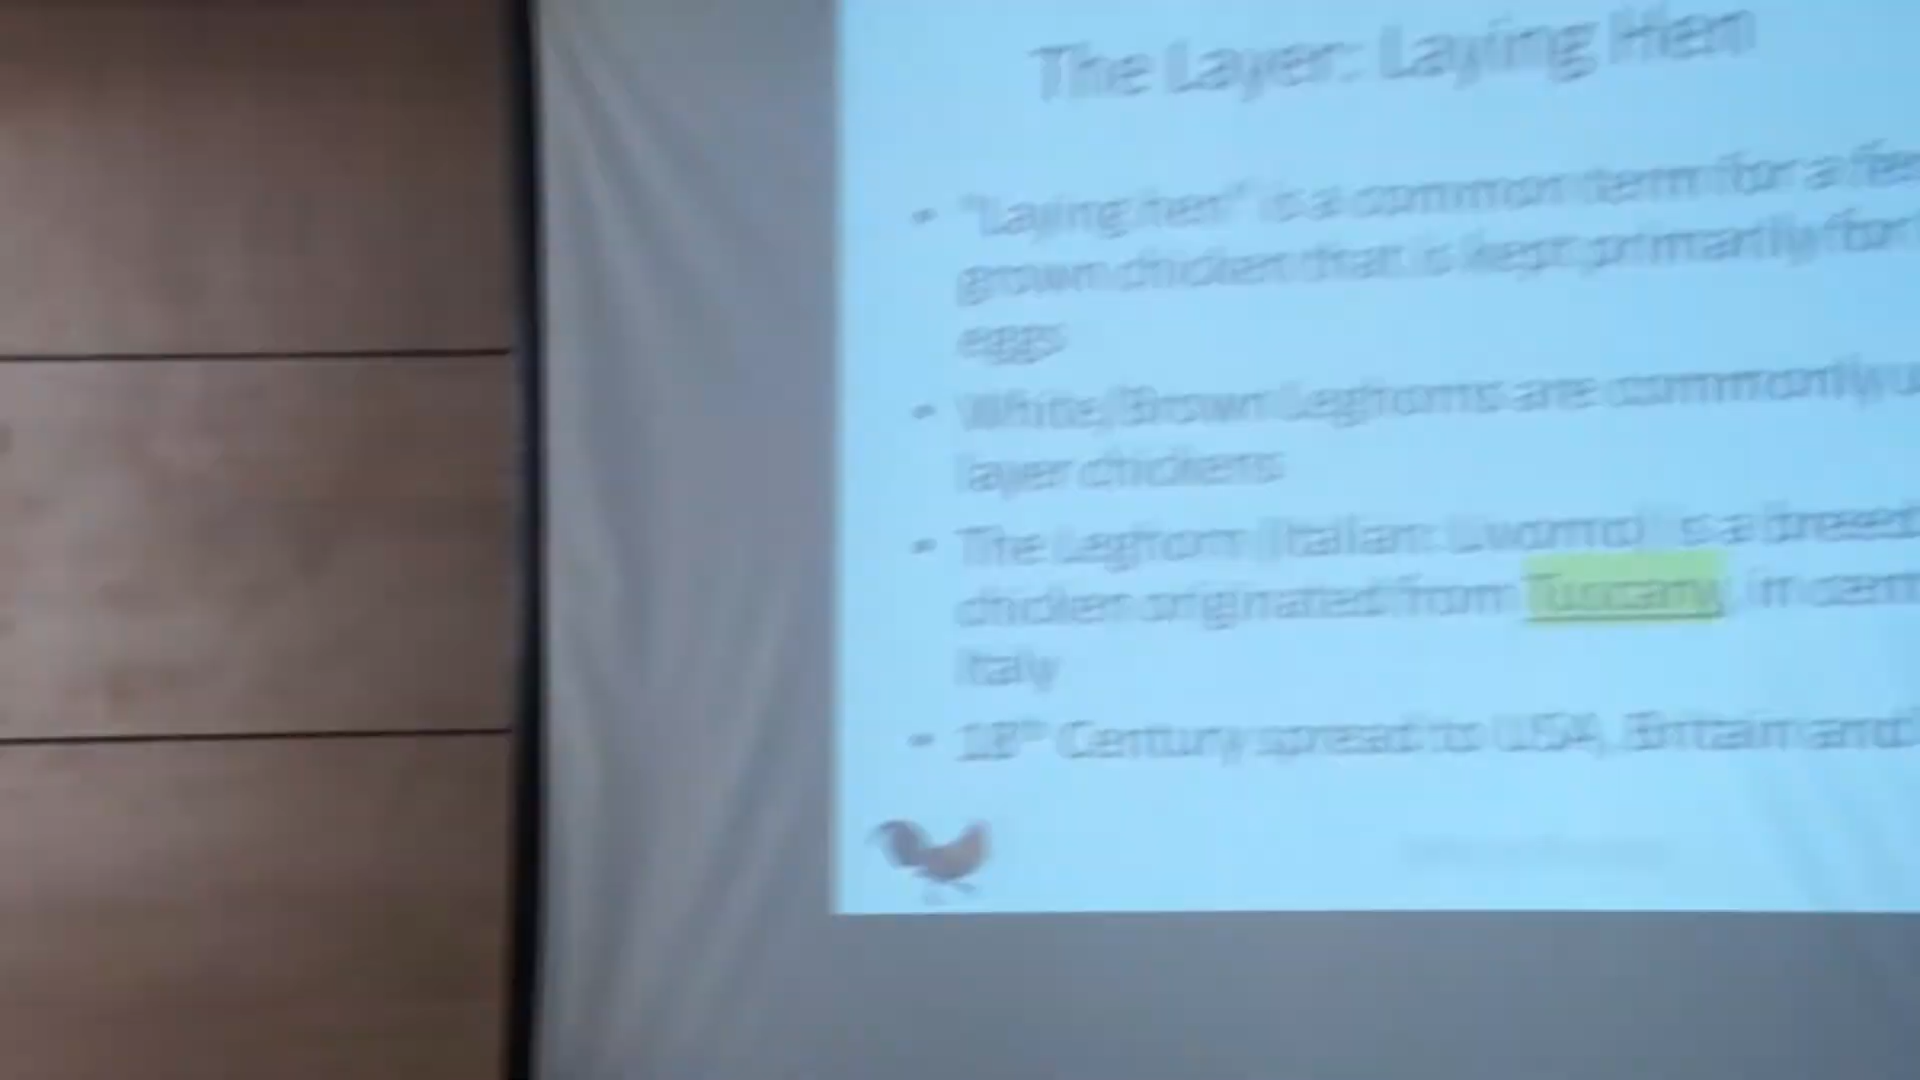 The Layer: Laying Hen
• "Laying hen" is a common term for a
grown chicken that is kept primarily for
eggs
• White/Brown Leghorns are commonly
layer chickens
• The Leghorn (Italian: Livorno) is a breed
chicken originated from Tuscany, in
Italy
• 18th Century spread to USA, Britain and